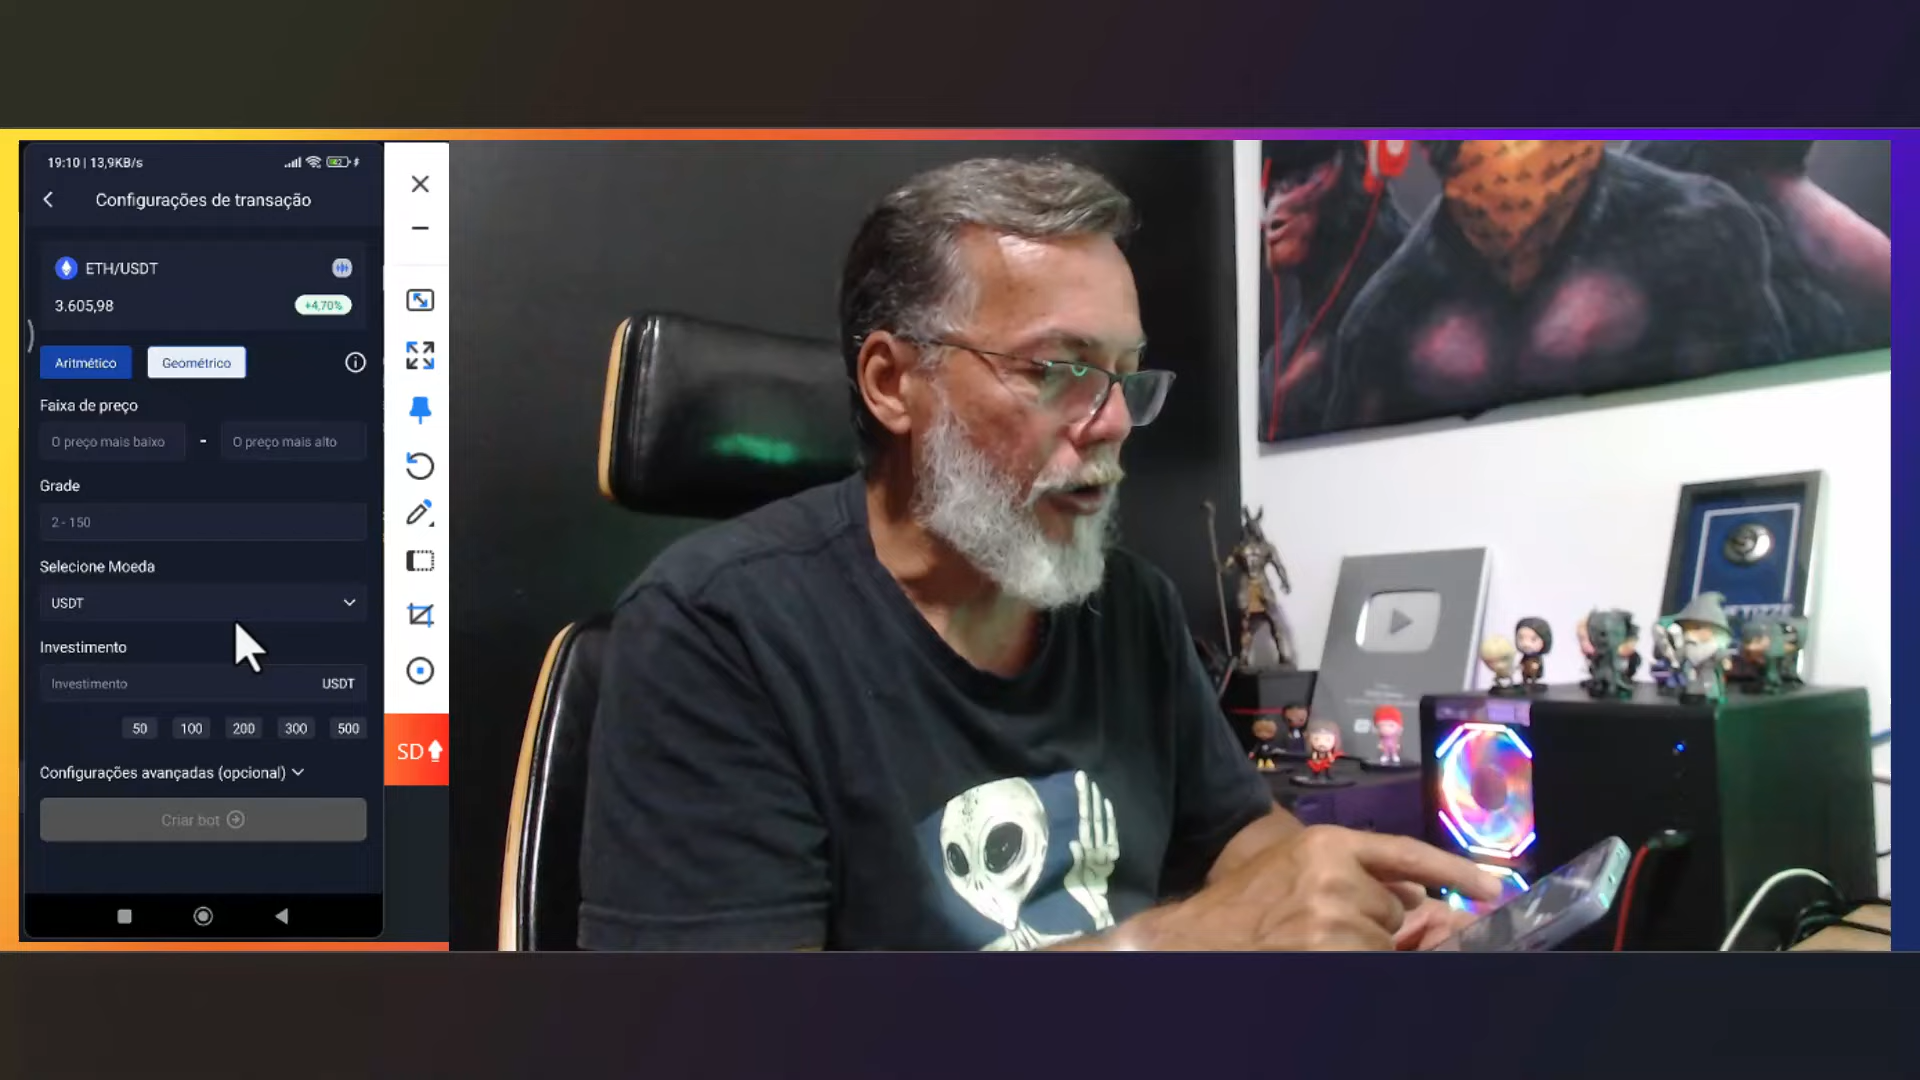 19:10 | 13,9KB/s
Configurações de transação
ETH/USDT
3.605,98
+4,70%
Aritmético
Geométrico
Faixa de preço
O preço mais baixo - O preço mais alto
Grade
2 - 150
Selecione Moeda
USDT
Investimento
Investimento USDT
50 100 200 300 500
Configurações avançadas (opcional)
Criar bot
SD